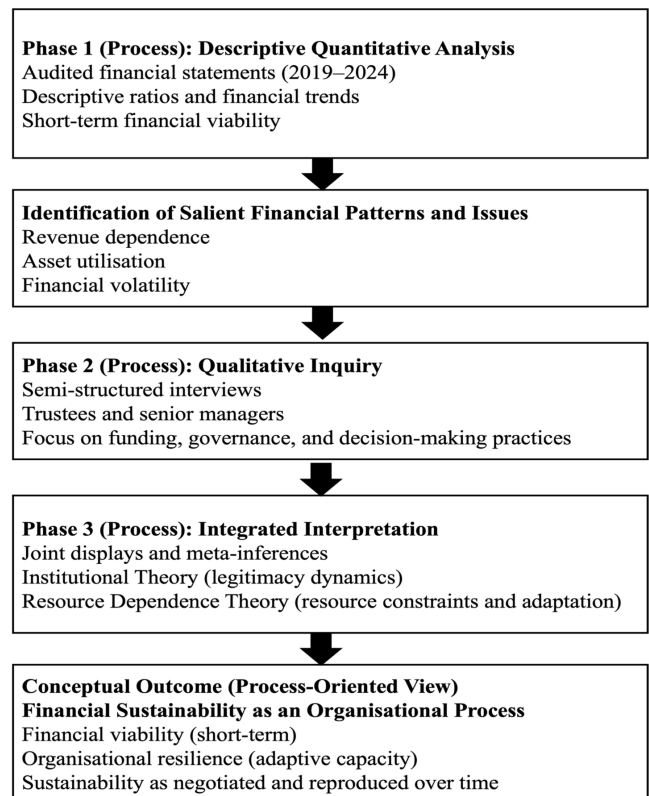 Phase 1 (Process): Descriptive Quantitative Analysis
Audited financial statements (2019–2024)
Descriptive ratios and financial trends
Short-term financial viability
Identification of Salient Financial Patterns and Issues
Revenue dependence
Asset utilisation
Financial volatility
Phase 2 (Process): Qualitative Inquiry
Semi-structured interviews
Trustees and senior managers
Focus on funding, governance, and decision-making practices
Phase 3 (Process): Integrated Interpretation
Joint displays and meta-inferences
Institutional Theory (legitimacy dynamics)
Resource Dependence Theory (resource constraints and adaptation)
Conceptual Outcome (Process-Oriented View)
Financial Sustainability as an Organisational Process
Financial viability (short-term)
Organisational resilience (adaptive capacity)
Sustainability as negotiated and reproduced over time